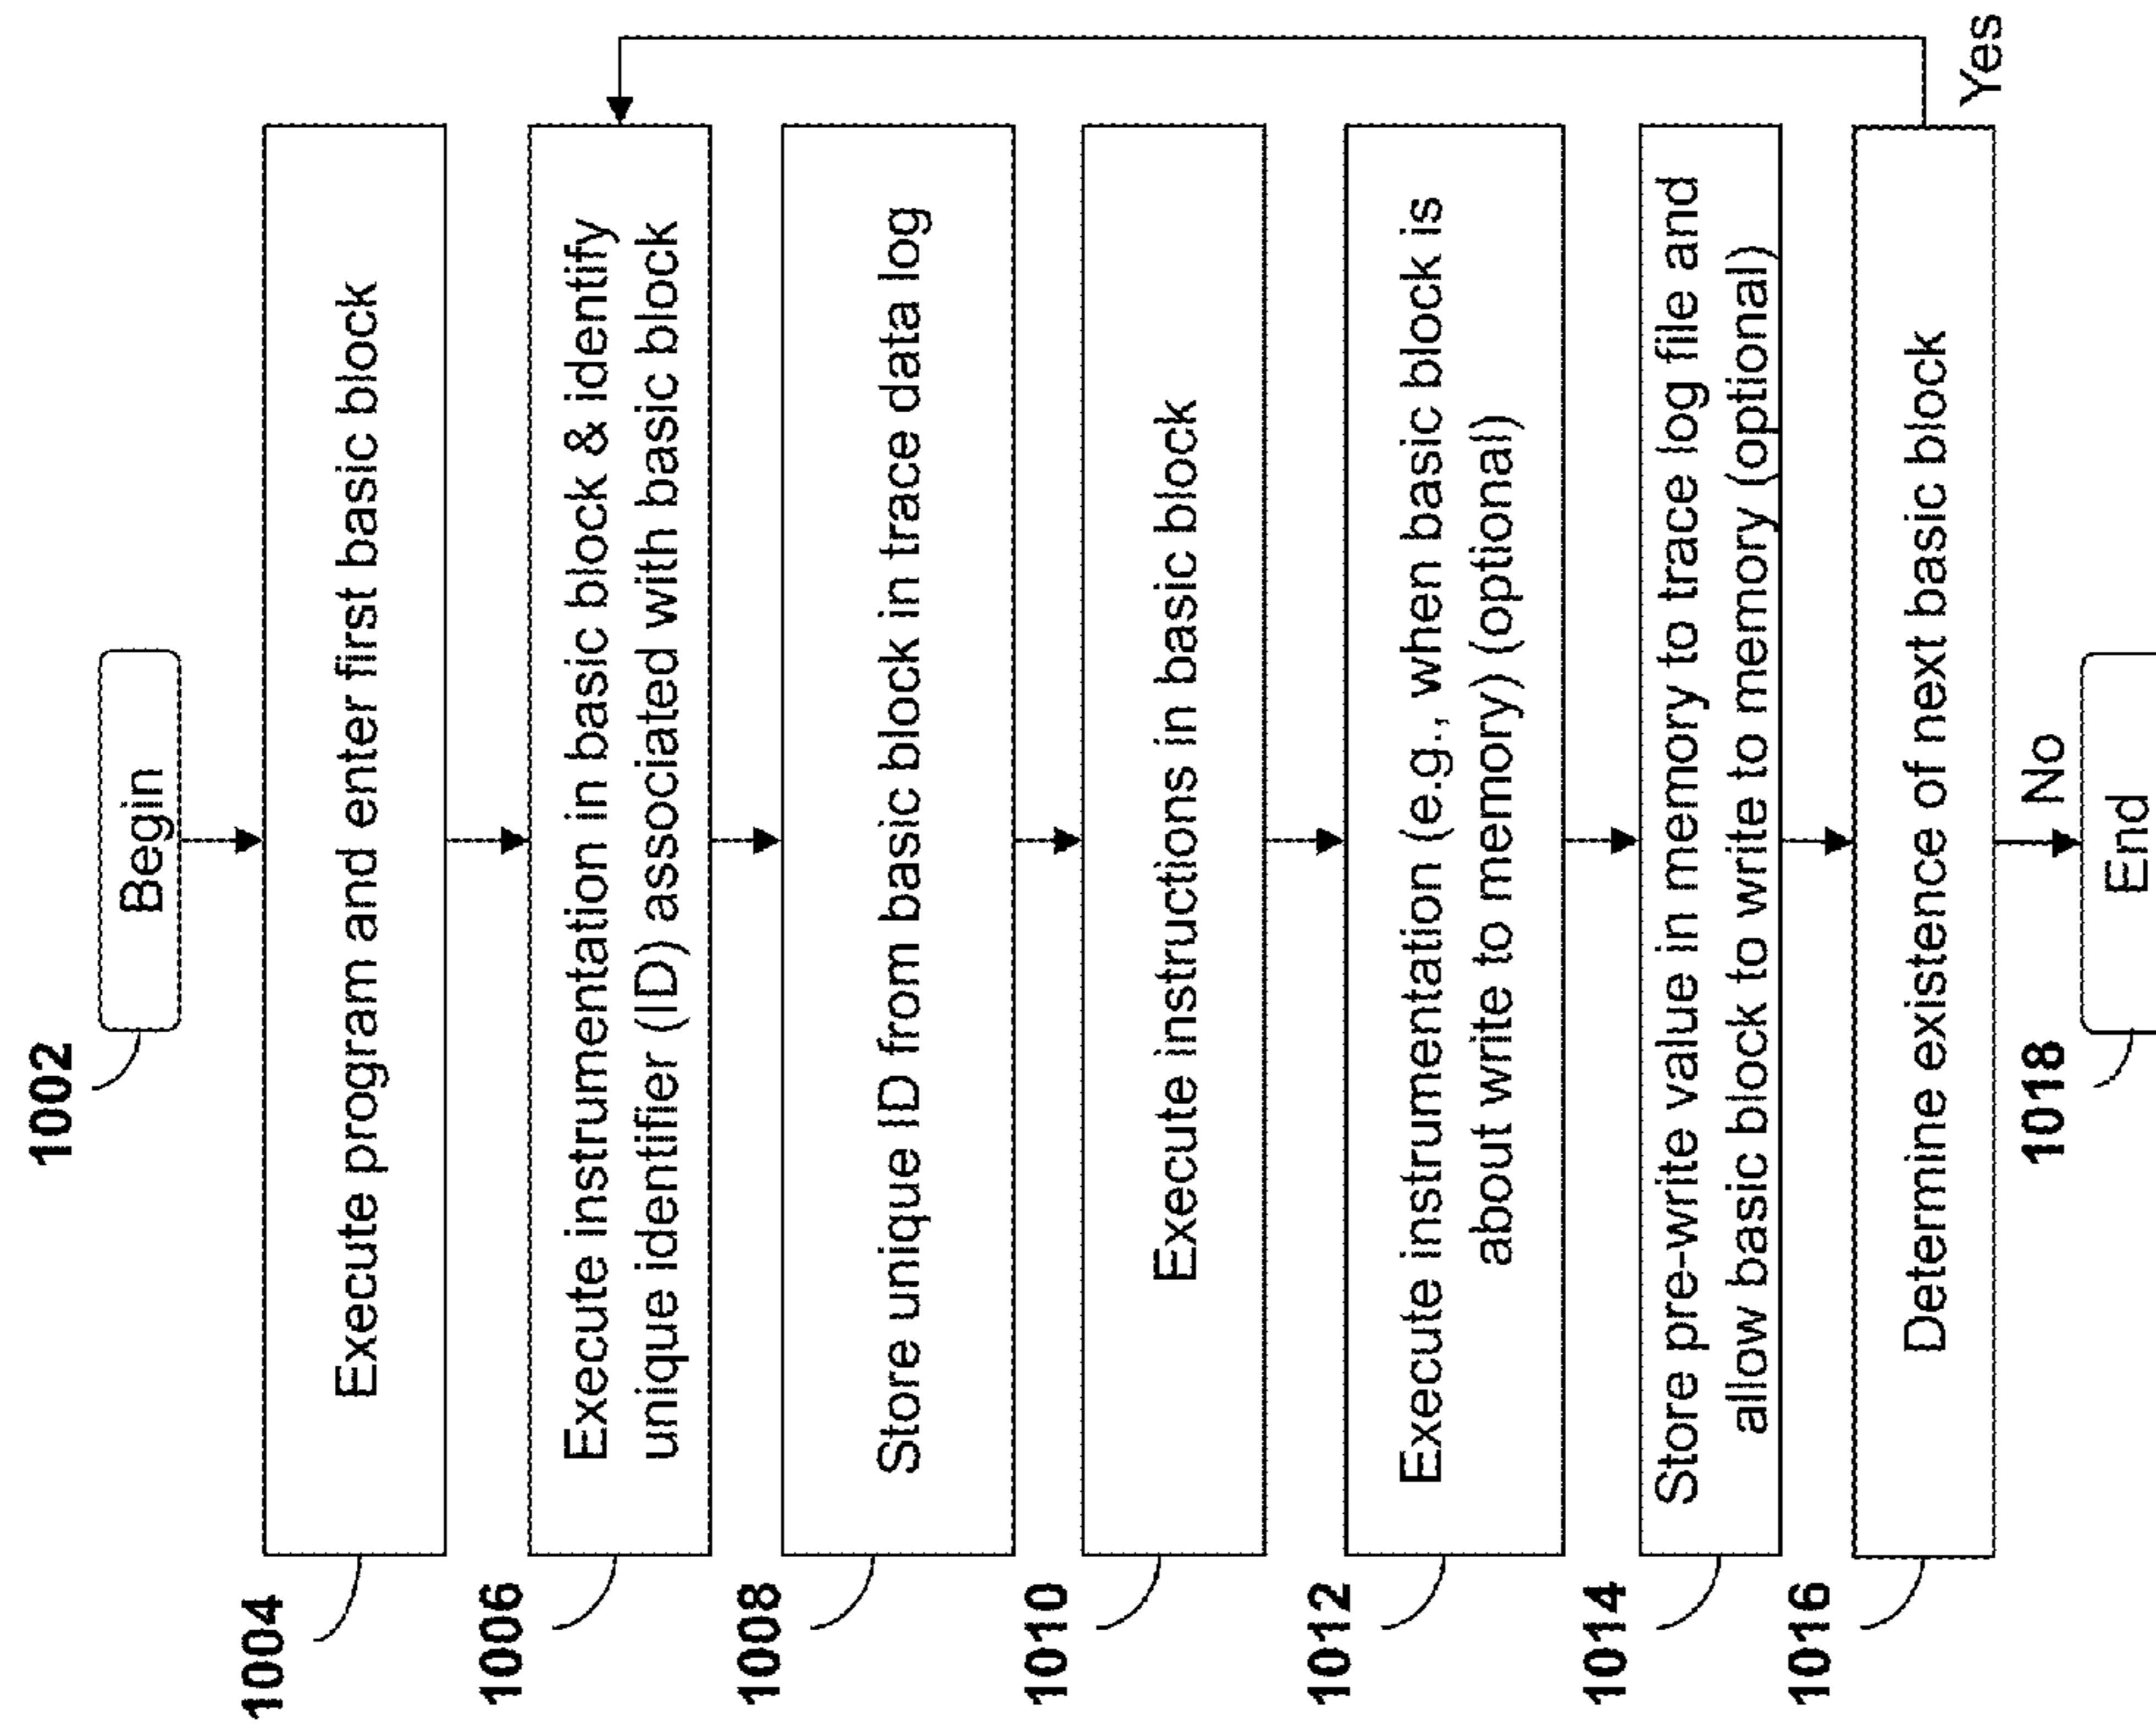 1002
Begin
1004
Execute program and enter first basic block
1006
Execute instrumentation in basic block & identify
unique identifier (ID) associated with basic block
1008
Store unique ID from basic block in trace data log
1010
Execute instructions in basic block
1012
Execute instrumentation (e.g., when basic block is
about write to memory) (optional)
1014
Store pre-write value in memory to trace log file and
allow basic block to write to memory (optional)
1016
Determine existence of next basic block
Yes
No
1018
End